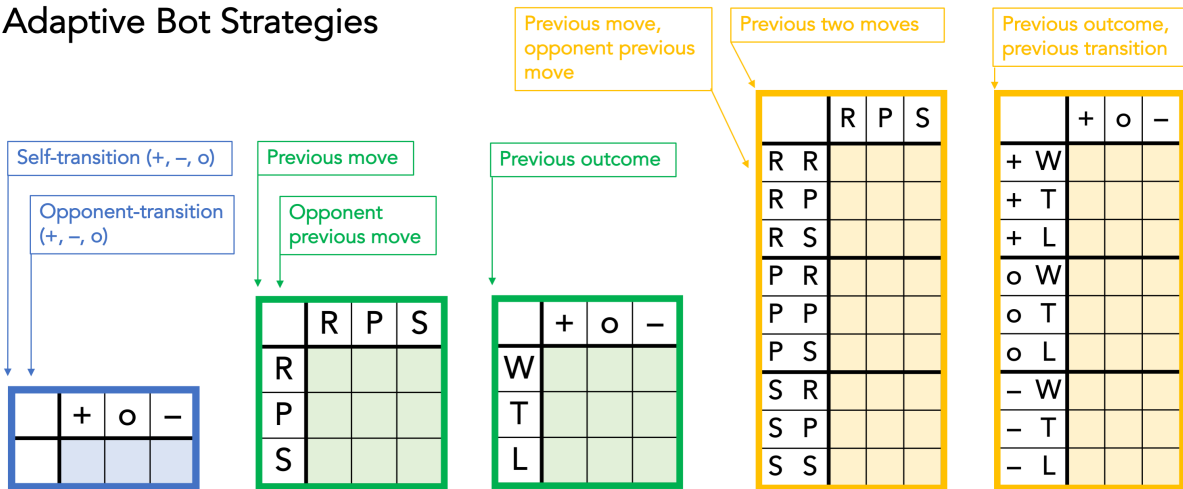 Adaptive Bot Strategies
Previous move,
opponent previous
move
Previous two moves
Previous outcome,
previous transition
Self-transition (+, –, o)
Opponent-transition
(+, –, o)
Previous move
Opponent
previous move
Previous outcome
+ o –
R P S
R
P
S
+ o –
W
T
L
R P S
R R
R P
R S
P R
P P
P S
S R
S P
S S
+ o –
+ W
+ T
+ L
o W
o T
o L
– W
– T
– L